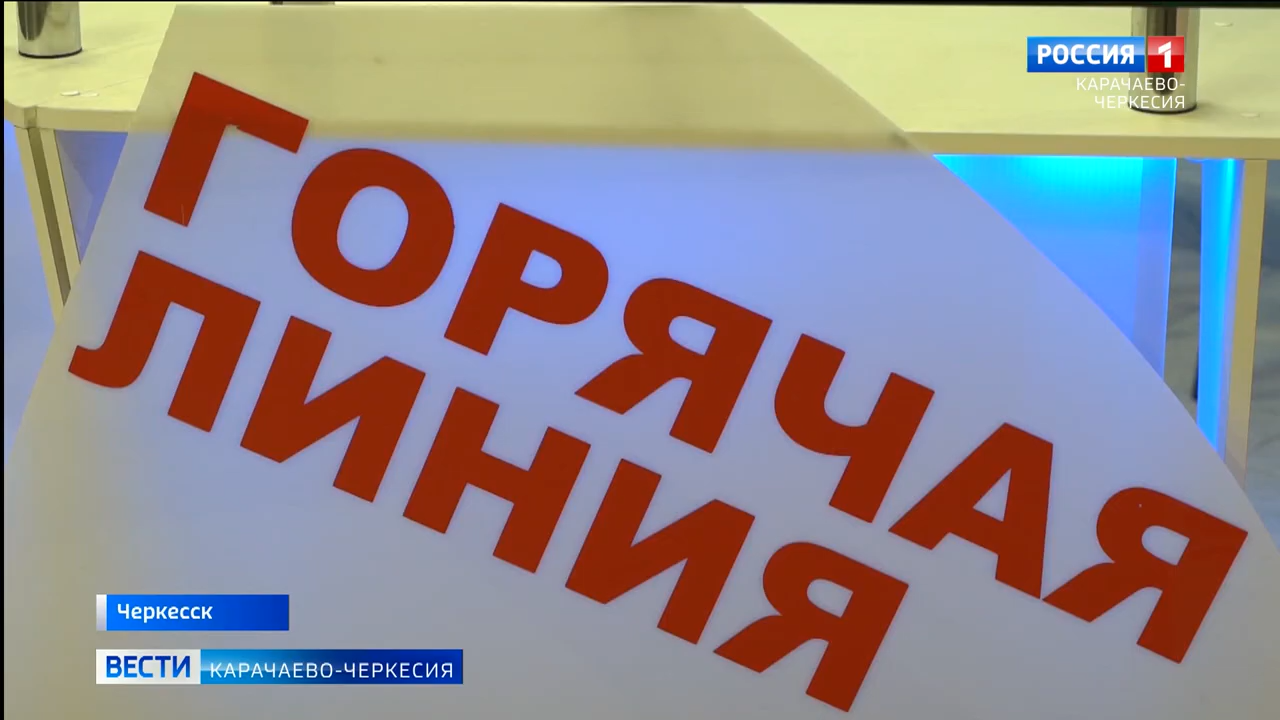 РОССИЯ 1
КАРАЧАЕВО-
ЧЕРКЕСИЯ
ГОРЯЧАЯ
ЛИНИЯ
Черкесск
ВЕСТИ КАРАЧАЕВО-ЧЕРКЕСИЯ